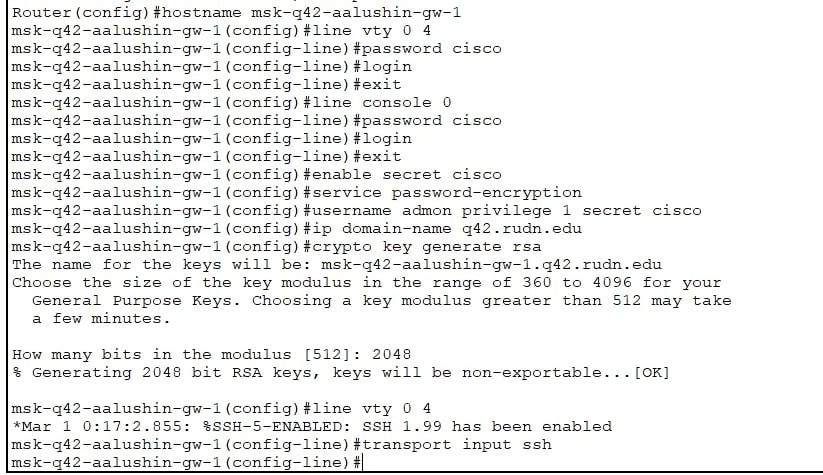 Router(config)#hostname msk-q42-aalushin-gw-1
msk-q42-aalushin-gw-1(config)#line vty 0 4
msk-q42-aalushin-gw-1(config-line)#password cisco
msk-q42-aalushin-gw-1(config-line)#login
msk-q42-aalushin-gw-1(config-line)#exit
msk-q42-aalushin-gw-1(config)#line console 0
msk-q42-aalushin-gw-1(config-line)#password cisco
msk-q42-aalushin-gw-1(config-line)#login
msk-q42-aalushin-gw-1(config-line)#exit
msk-q42-aalushin-gw-1(config)#enable secret cisco
msk-q42-aalushin-gw-1(config)#service password-encryption
msk-q42-aalushin-gw-1(config)#username admon privilege 1 secret cisco
msk-q42-aalushin-gw-1(config)#ip domain-name q42.rudn.edu
msk-q42-aalushin-gw-1(config)#crypto key generate rsa
The name for the keys will be: msk-q42-aalushin-gw-1.q42.rudn.edu
Choose the size of the key modulus in the range of 360 to 4096 for your
General Purpose Keys. Choosing a key modulus greater than 512 may take
a few minutes.
How many bits in the modulus [512]: 2048
% Generating 2048 bit RSA keys, keys will be non-exportable...[OK]
msk-q42-aalushin-gw-1(config)#line vty 0 4
*Mar 1 0:17:2.855: %SSH-5-ENABLED: SSH 1.99 has been enabled
msk-q42-aalushin-gw-1(config-line)#transport input ssh
msk-q42-aalushin-gw-1(config-line)#